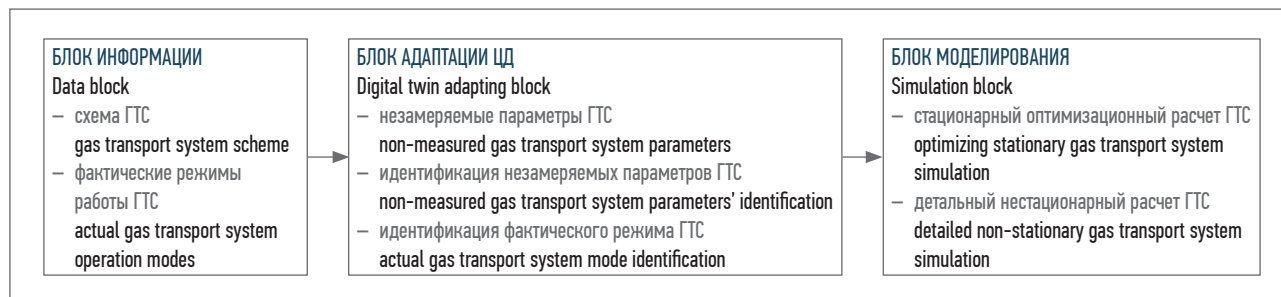 БЛОК ИНФОРМАЦИИ
Data block
– схема ГТС
gas transport system scheme
– фактические режимы
работы ГТС
actual gas transport system
operation modes
БЛОК АДАПТАЦИИ ЦД
Digital twin adapting block
– незамеряемые параметры ГТС
non-measured gas transport system parameters
– идентификация незамеряемых параметров ГТС
non-measured gas transport system parameters’ identification
– идентификация фактического режима ГТС
actual gas transport system mode identification
БЛОК МОДЕЛИРОВАНИЯ
Simulation block
– стационарный оптимизационный расчет ГТС
optimizing stationary gas transport system
simulation
– детальный нестационарный расчет ГТС
detailed non-stationary gas transport system
simulation